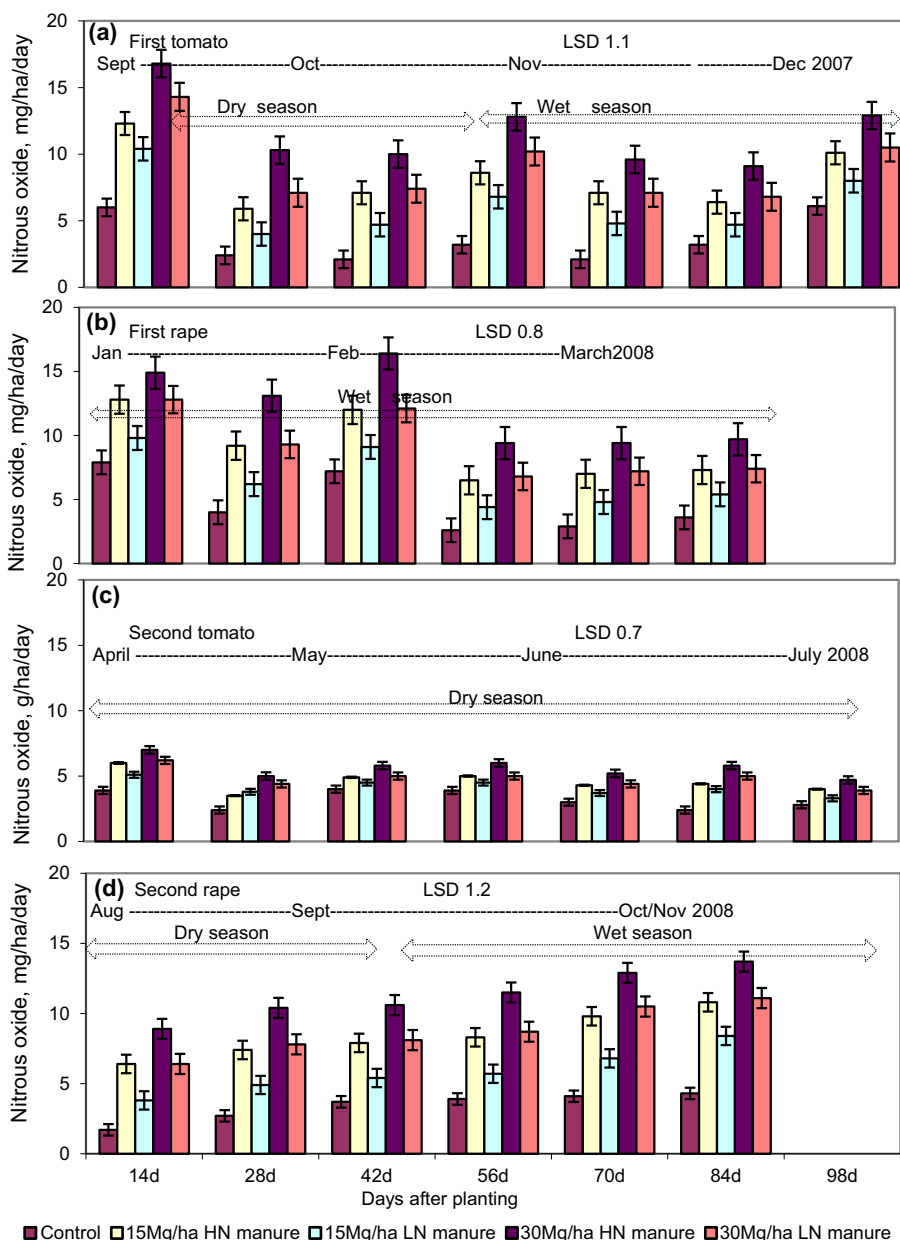 (a) First tomato LSD 1.1
Sept ------------------Oct --------------------Nov------------------ ------------ Dec 2007
Dry season Wet season
Nitrous oxide, mg/ha/day
20
15
10
5
0
(b) First rape LSD 0.8
Jan --------------------Feb-------------------- March2008
Wet season
Nitrous oxide, mg/ha/day
20
15
10
5
0
(c) Second tomato LSD 0.7
April ----------------May--------------------June----------------------- July 2008
Dry season
Nitrous oxide, g/ha/day
20
15
10
5
0
(d) Second rape LSD 1.2
Aug -----------------Sept-----------------------------Oct/Nov 2008
Dry season Wet season
Nitrous oxide, mg/ha/day
20
15
10
5
0
14d 28d 42d 56d 70d 84d 98d
Days after planting
Control 15Mg/ha HN manure 15Mg/ha LN manure 30Mg/ha HN manure 30Mg/ha LN manure